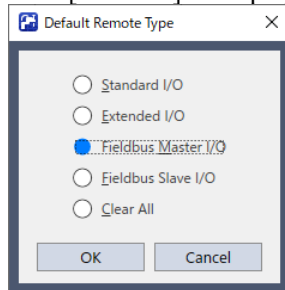 Default Remote Type
Standard I/O
Extended I/O
Fieldbus Master I/O
Fieldbus Slave I/O
Clear All
OK Cancel